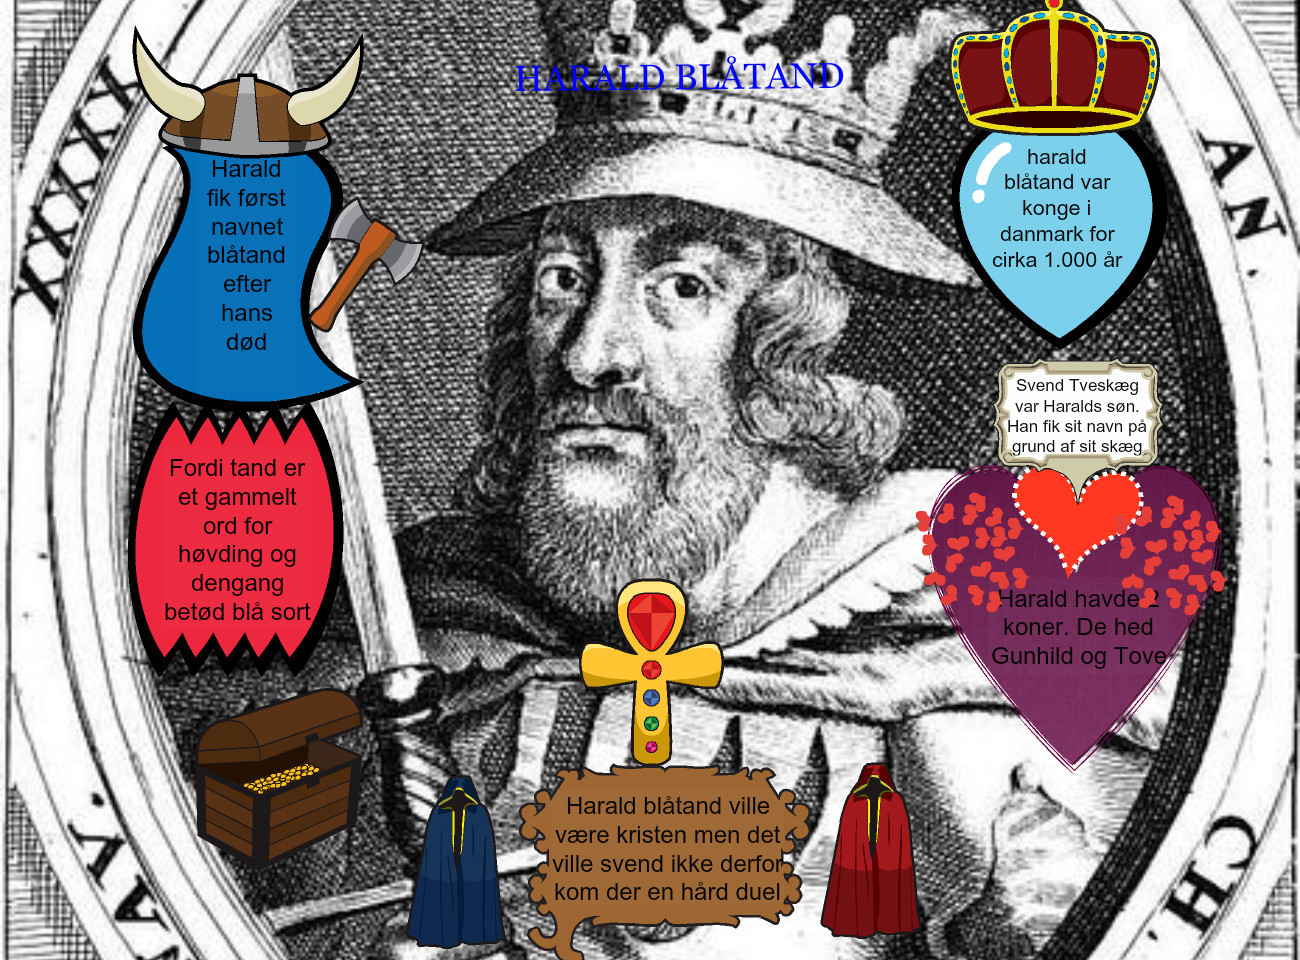 HARALD BLÅTAND
XXXX
AN.
Harald
fik først
navnet
blåtand
efter
hans
død
harald
blåtand var
konge i
danmark for
cirka 1.000 år
Svend Tveskæg
var Haralds søn.
Han fik sit navn på
grund af sit skæg
Fordi tand er
et gammelt
ord for
høvding og
dengang
betød blå sort
Harald havde 2
koner. De hed
Gunhild og Tove
Harald blåtand ville
være kristen men det
ville svend ikke derfor
kom der en hård duel
CH.